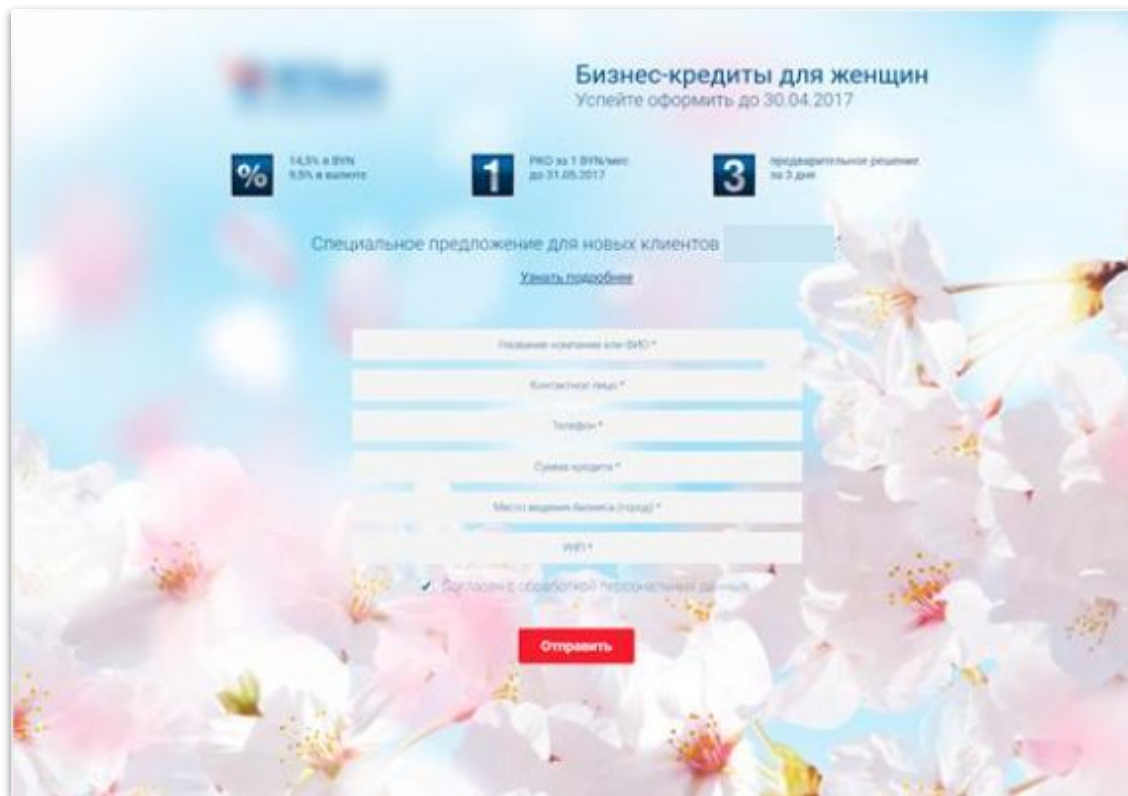 Бизнес-кредиты для женщин
Успейте оформить до 30.04.2017
%
14,5% в BYN
9,5% в валюте
1
РКО за 1 BYN/мес.
до 31.05.2017
3
предварительное решение
за 3 дня
Специальное предложение для новых клиентов
Узнать подробнее
Название компании или ФИО *
Контактное лицо *
Телефон *
Сумма кредита *
Место ведения бизнеса (город) *
УНП *
✔ Согласен с обработкой персональных данных
Отправить